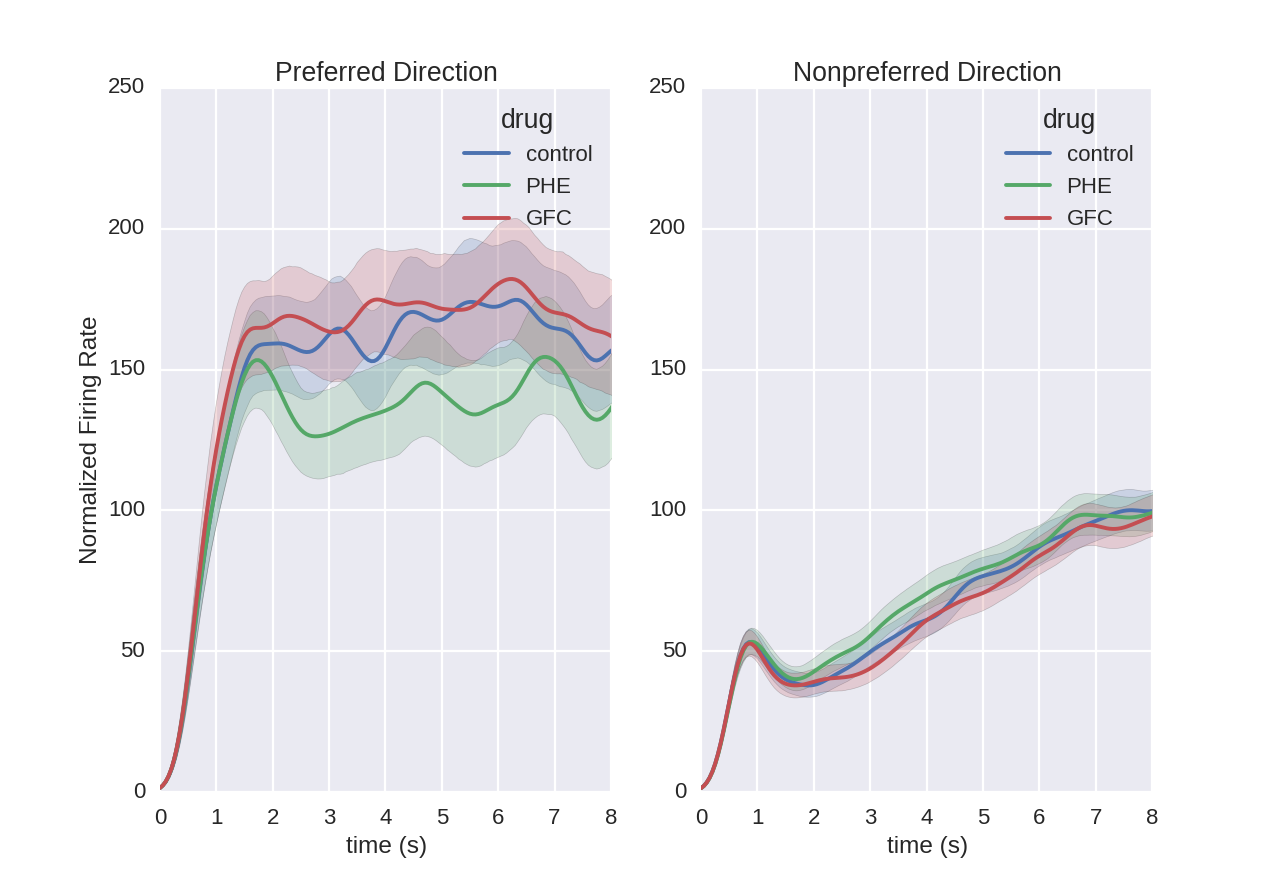 Preferred Direction
Nonpreferred Direction
250
200
150
100
50
0
Normalized Firing Rate
drug
control
PHE
GFC
0 1 2 3 4 5 6 7 8
time (s)
250
200
150
100
50
0
drug
control
PHE
GFC
0 1 2 3 4 5 6 7 8
time (s)